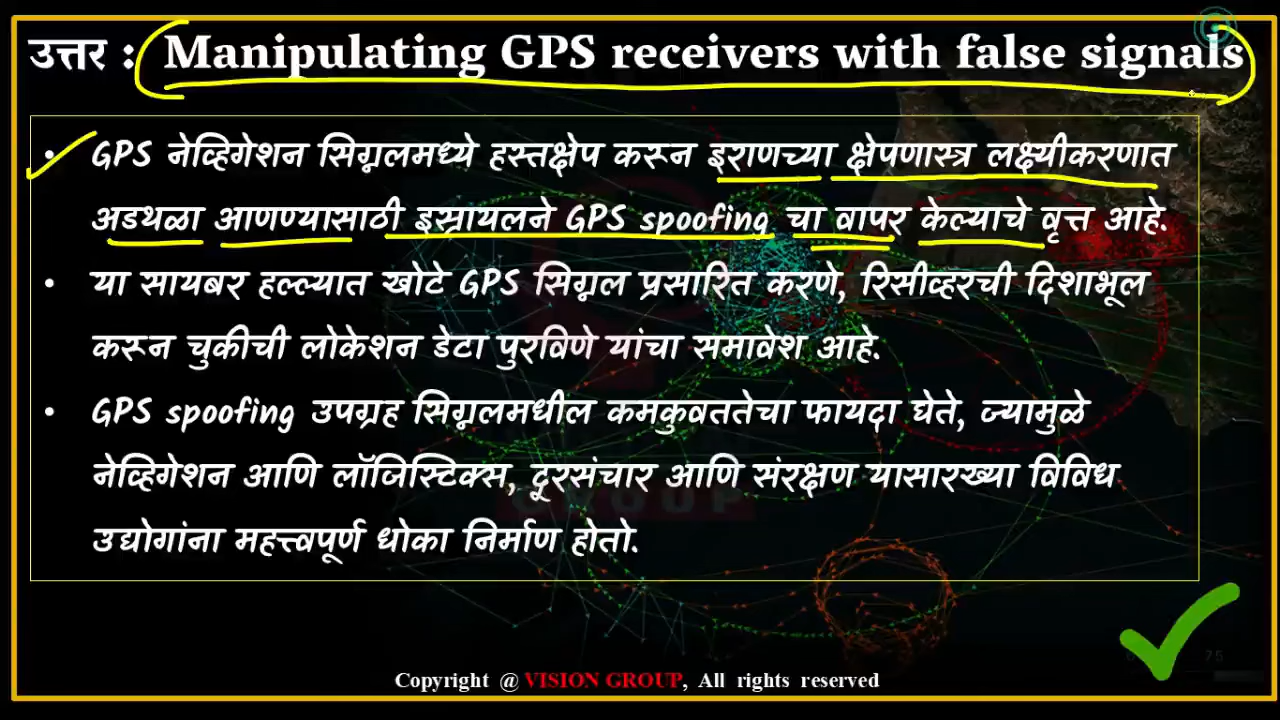 उत्तर : Manipulating GPS receivers with false signals
• GPS नेव्हिगेशन सिग्नलमध्ये हस्तक्षेप करून इराणच्या क्षेपणास्त्र लक्ष्यीकरणात
अडथळा आणण्यासाठी इस्रायलने GPS spoofing चा वापर केल्याचे वृत्त आहे.
• या सायबर हल्ल्यात खोटे GPS सिग्नल प्रसारित करणे, रिसीव्हरची दिशाभूल
करून चुकीची लोकेशन डेटा पुरविणे यांचा समावेश आहे.
• GPS spoofing उपग्रह सिग्नलमधील कमकुवततेचा फायदा घेते, ज्यामुळे
नेव्हिगेशन आणि लॉजिस्टिक्स, दूरसंचार आणि संरक्षण यासारख्या विविध
उद्योगांना महत्त्वपूर्ण धोका निर्माण होतो.
GROUP
75
Copyright @ VISION GROUP, All rights reserved